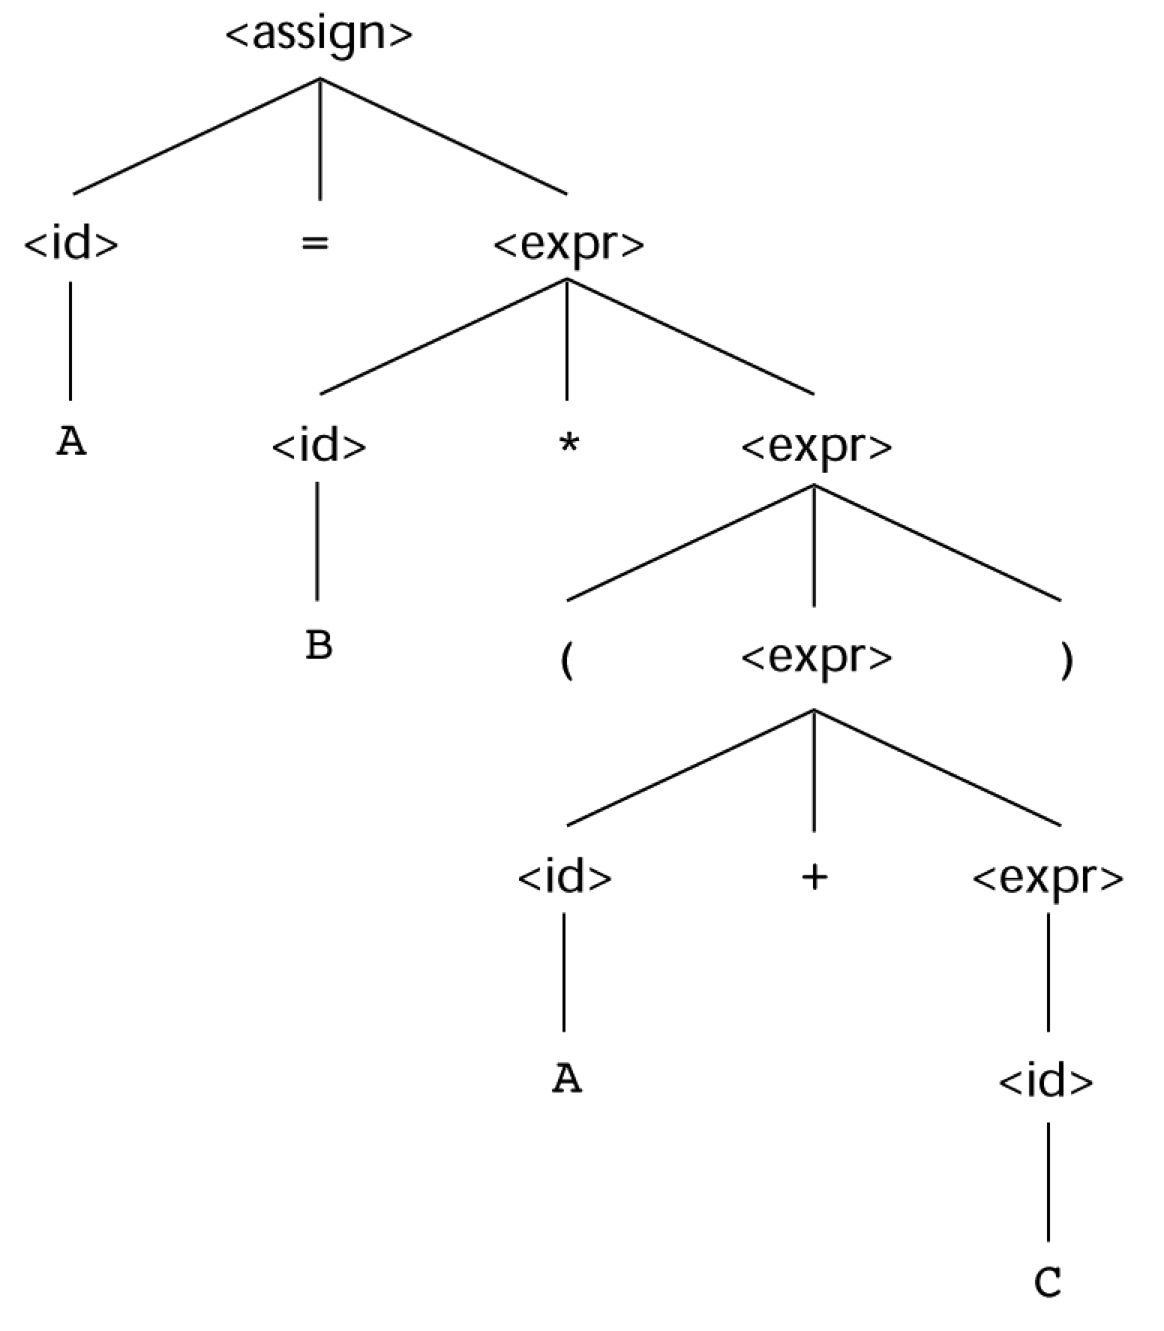 <assign>
<id> = <expr>
A <id> * <expr>
B ( <expr> )
<id> + <expr>
A <id>
C